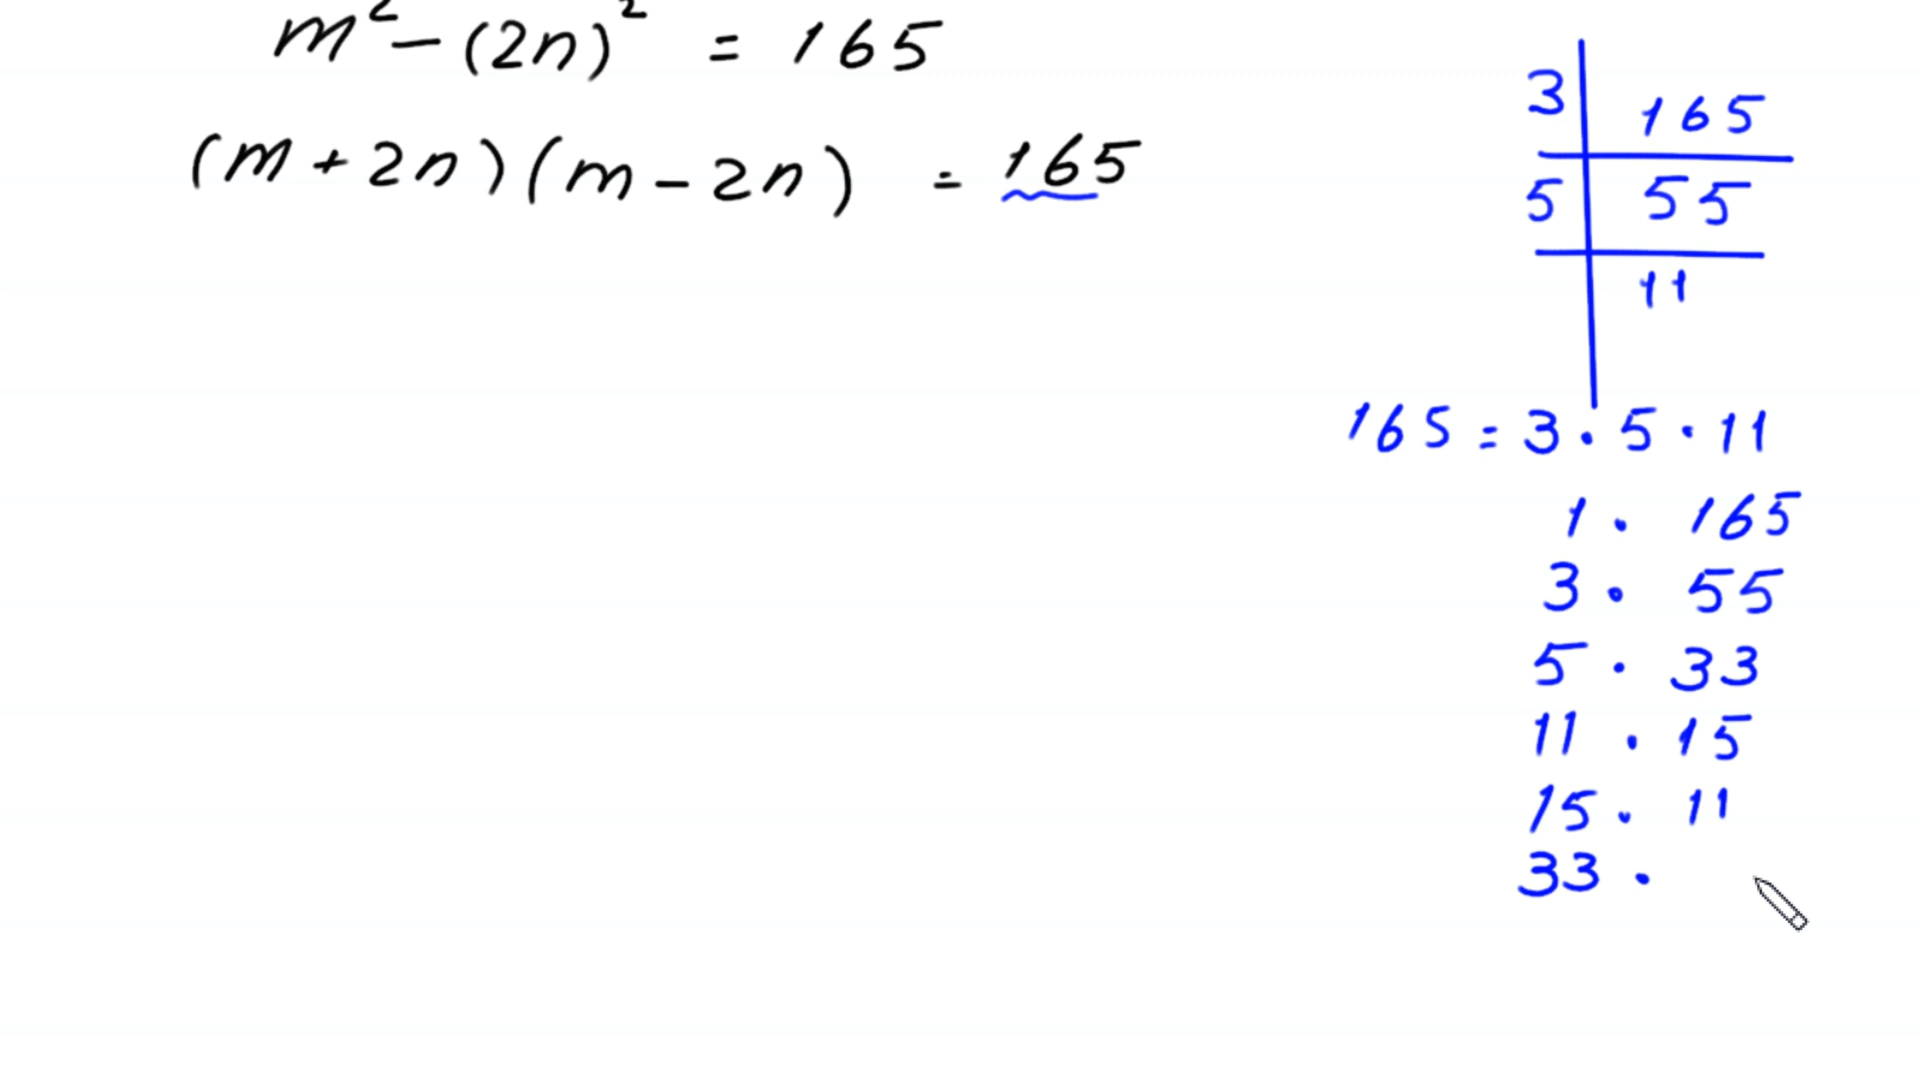 m² - (2n)² = 165
(m + 2n)(m - 2n) = 165
3 | 165
5 | 55
11
165 = 3 · 5 · 11
1 · 165
3 · 55
5 · 33
11 · 15
15 · 11
33 ·